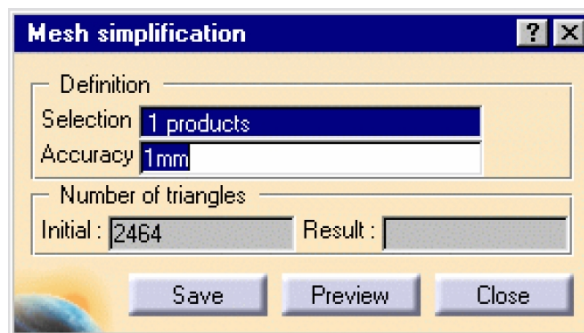 Mesh simplification
Definition
Selection 1 products
Accuracy 1mm
Number of triangles
Initial : 2464 Result :
Save Preview Close